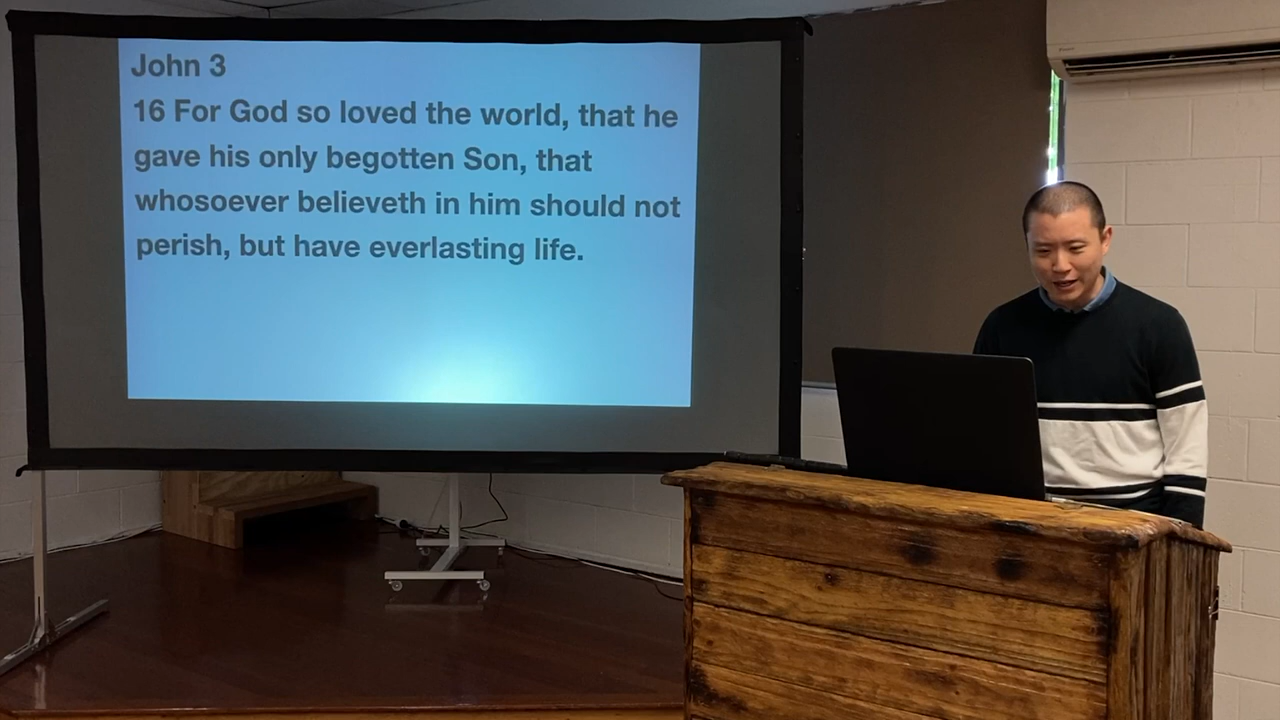 John 3
16 For God so loved the world, that he
gave his only begotten Son, that
whosoever believeth in him should not
perish, but have everlasting life.